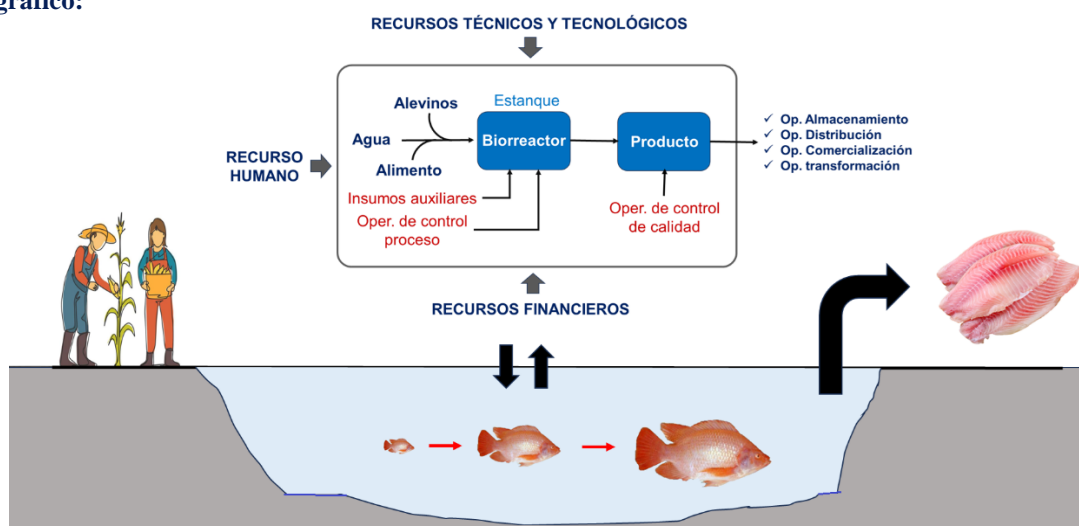 gráfico:
RECURSOS TÉCNICOS Y TECNOLÓGICOS
Alevinos
Estanque
Agua
Biorreactor
Producto
Alimento
✓ Op. Almacenamiento
✓ Op. Distribución
✓ Op. Comercialización
✓ Op. transformación
RECURSO
HUMANO
Insumos auxiliares
Oper. de control
proceso
Oper. de control
de calidad
RECURSOS FINANCIEROS